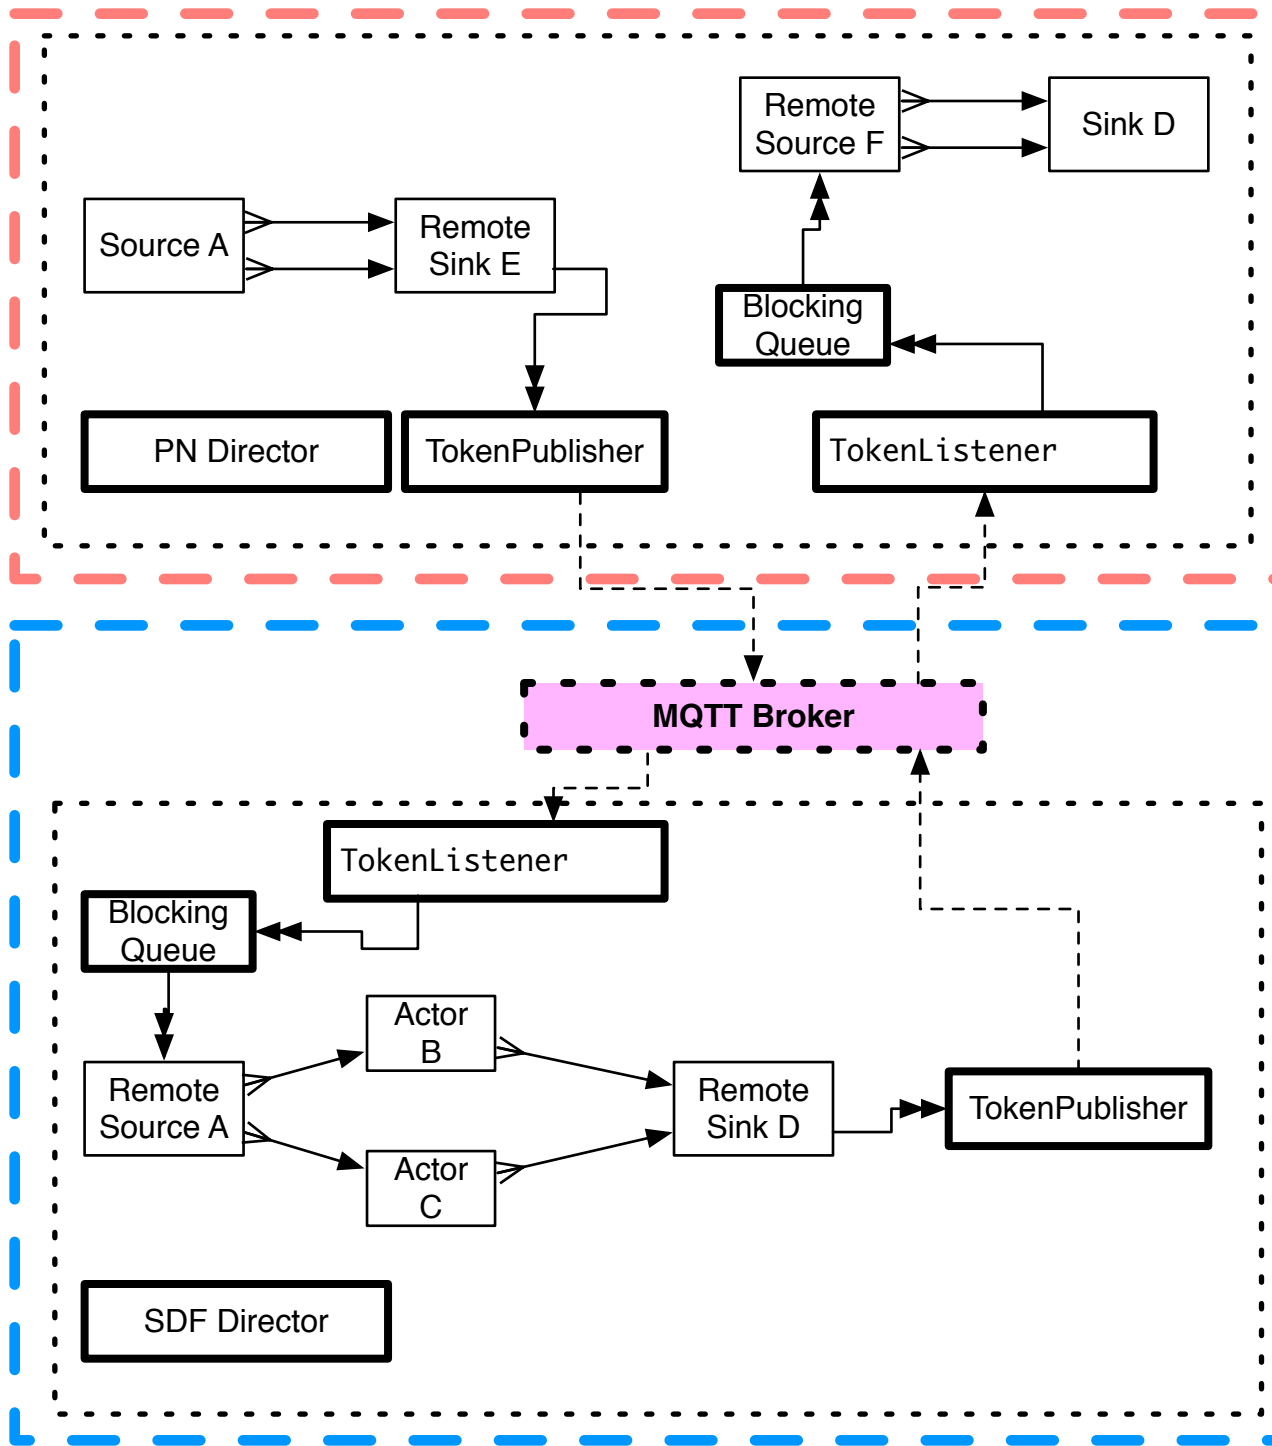 Remote
Source F
Sink D
Source A
Remote
Sink E
Blocking
Queue
PN Director
TokenPublisher
TokenListener
MQTT Broker
TokenListener
Blocking
Queue
Actor
B
Remote
Source A
Remote
Sink D
TokenPublisher
Actor
C
SDF Director